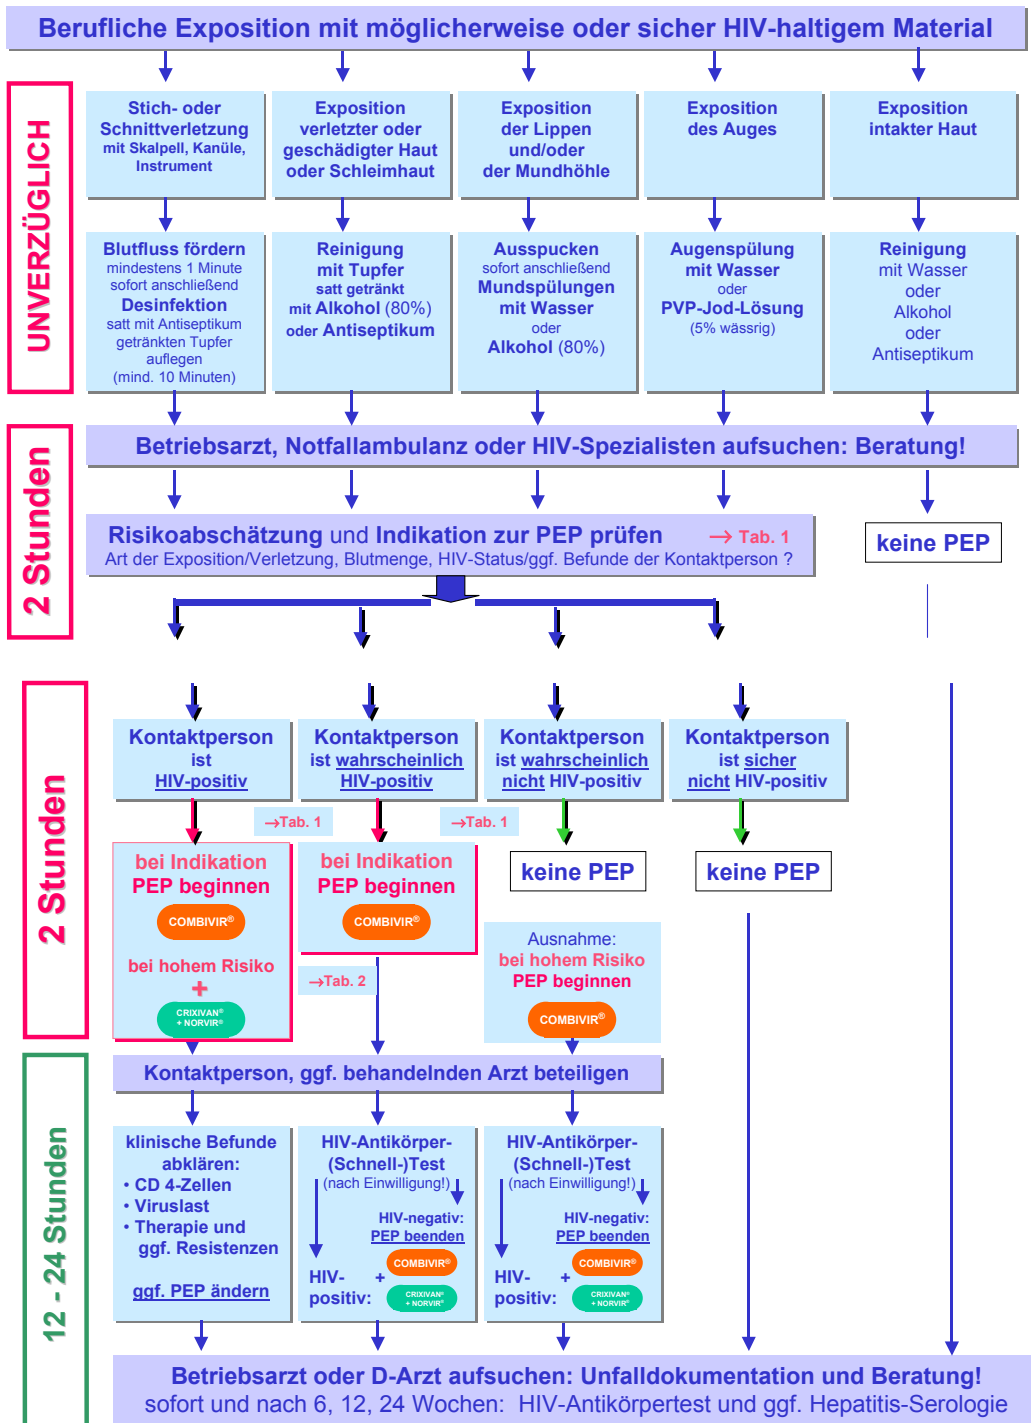 Berufliche Exposition mit möglicherweise oder sicher HIV-haltigem Material
UNVERZÜGLICH
Stich- oder
Schnittverletzung
mit Skalpell, Kanüle,
Instrument
Exposition
verletzter oder
geschädigter Haut
oder Schleimhaut
Exposition
der Lippen
und/oder
der Mundhöhle
Exposition
des Auges
Exposition
intakter Haut
Blutfluss fördern
mindestens 1 Minute
sofort anschließend
Desinfektion
satt mit Antiseptikum
getränkten Tupfer
auflegen
(mind. 10 Minuten)
Reinigung
mit Tupfer
satt getränkt
mit Alkohol (80%)
oder Antiseptikum
Ausspucken
sofort anschließend
Mundspülungen
mit Wasser
oder
Alkohol (80%)
Augenspülung
mit Wasser
oder
PVP-Jod-Lösung
(5% wässrig)
Reinigung
mit Wasser
oder
Alkohol
oder
Antiseptikum
2 Stunden
Betriebsarzt, Notfallambulanz oder HIV-Spezialisten aufsuchen: Beratung!
Risikoabschätzung und Indikation zur PEP prüfen → Tab. 1
Art der Exposition/Verletzung, Blutmenge, HIV-Status/ggf. Befunde der Kontaktperson ?
keine PEP
2 Stunden
Kontaktperson
ist
HIV-positiv
Kontaktperson
ist wahrscheinlich
HIV-positiv
Kontaktperson
ist wahrscheinlich
nicht HIV-positiv
Kontaktperson
ist sicher
nicht HIV-positiv
→Tab. 1
→Tab. 1
bei Indikation
PEP beginnen
COMBIVIR®
bei hohem Risiko
+
CRIXIVAN®
+ NORVIR®
bei Indikation
PEP beginnen
COMBIVIR®
→Tab. 2
keine PEP
Ausnahme:
bei hohem Risiko
PEP beginnen
COMBIVIR®
keine PEP
12 - 24 Stunden
Kontaktperson, ggf. behandelnden Arzt beteiligen
klinische Befunde
abklären:
• CD 4-Zellen
• Viruslast
• Therapie und
ggf. Resistenzen
ggf. PEP ändern
HIV-Antikörper-
(Schnell-)Test
(nach Einwilligung!)
HIV-negativ:
PEP beenden
HIV-
positiv:
+
COMBIVIR®
CRIXIVAN®
+ NORVIR®
HIV-Antikörper-
(Schnell-)Test
(nach Einwilligung!)
HIV-negativ:
PEP beenden
HIV-
positiv:
+
COMBIVIR®
CRIXIVAN®
+ NORVIR®
Betriebsarzt oder D-Arzt aufsuchen: Unfalldokumentation und Beratung!
sofort und nach 6, 12, 24 Wochen: HIV-Antikörpertest und ggf. Hepatitis-Serologie